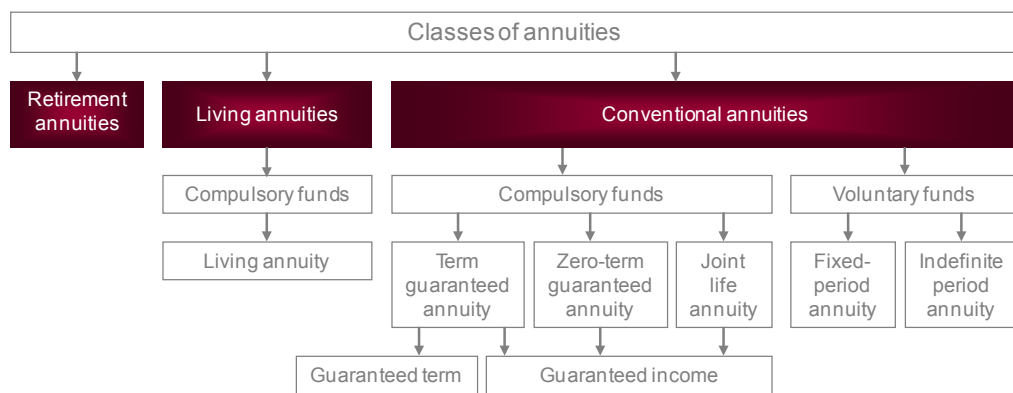 Classes of annuities
Retirement
annuities
Living annuities
Conventional annuities
Compulsory funds
Compulsory funds
Voluntary funds
Living annuity
Term
guaranteed
annuity
Zero-term
guaranteed
annuity
Joint
life
annuity
Fixed-
period
annuity
Indefinite
period
annuity
Guaranteed term
Guaranteed income